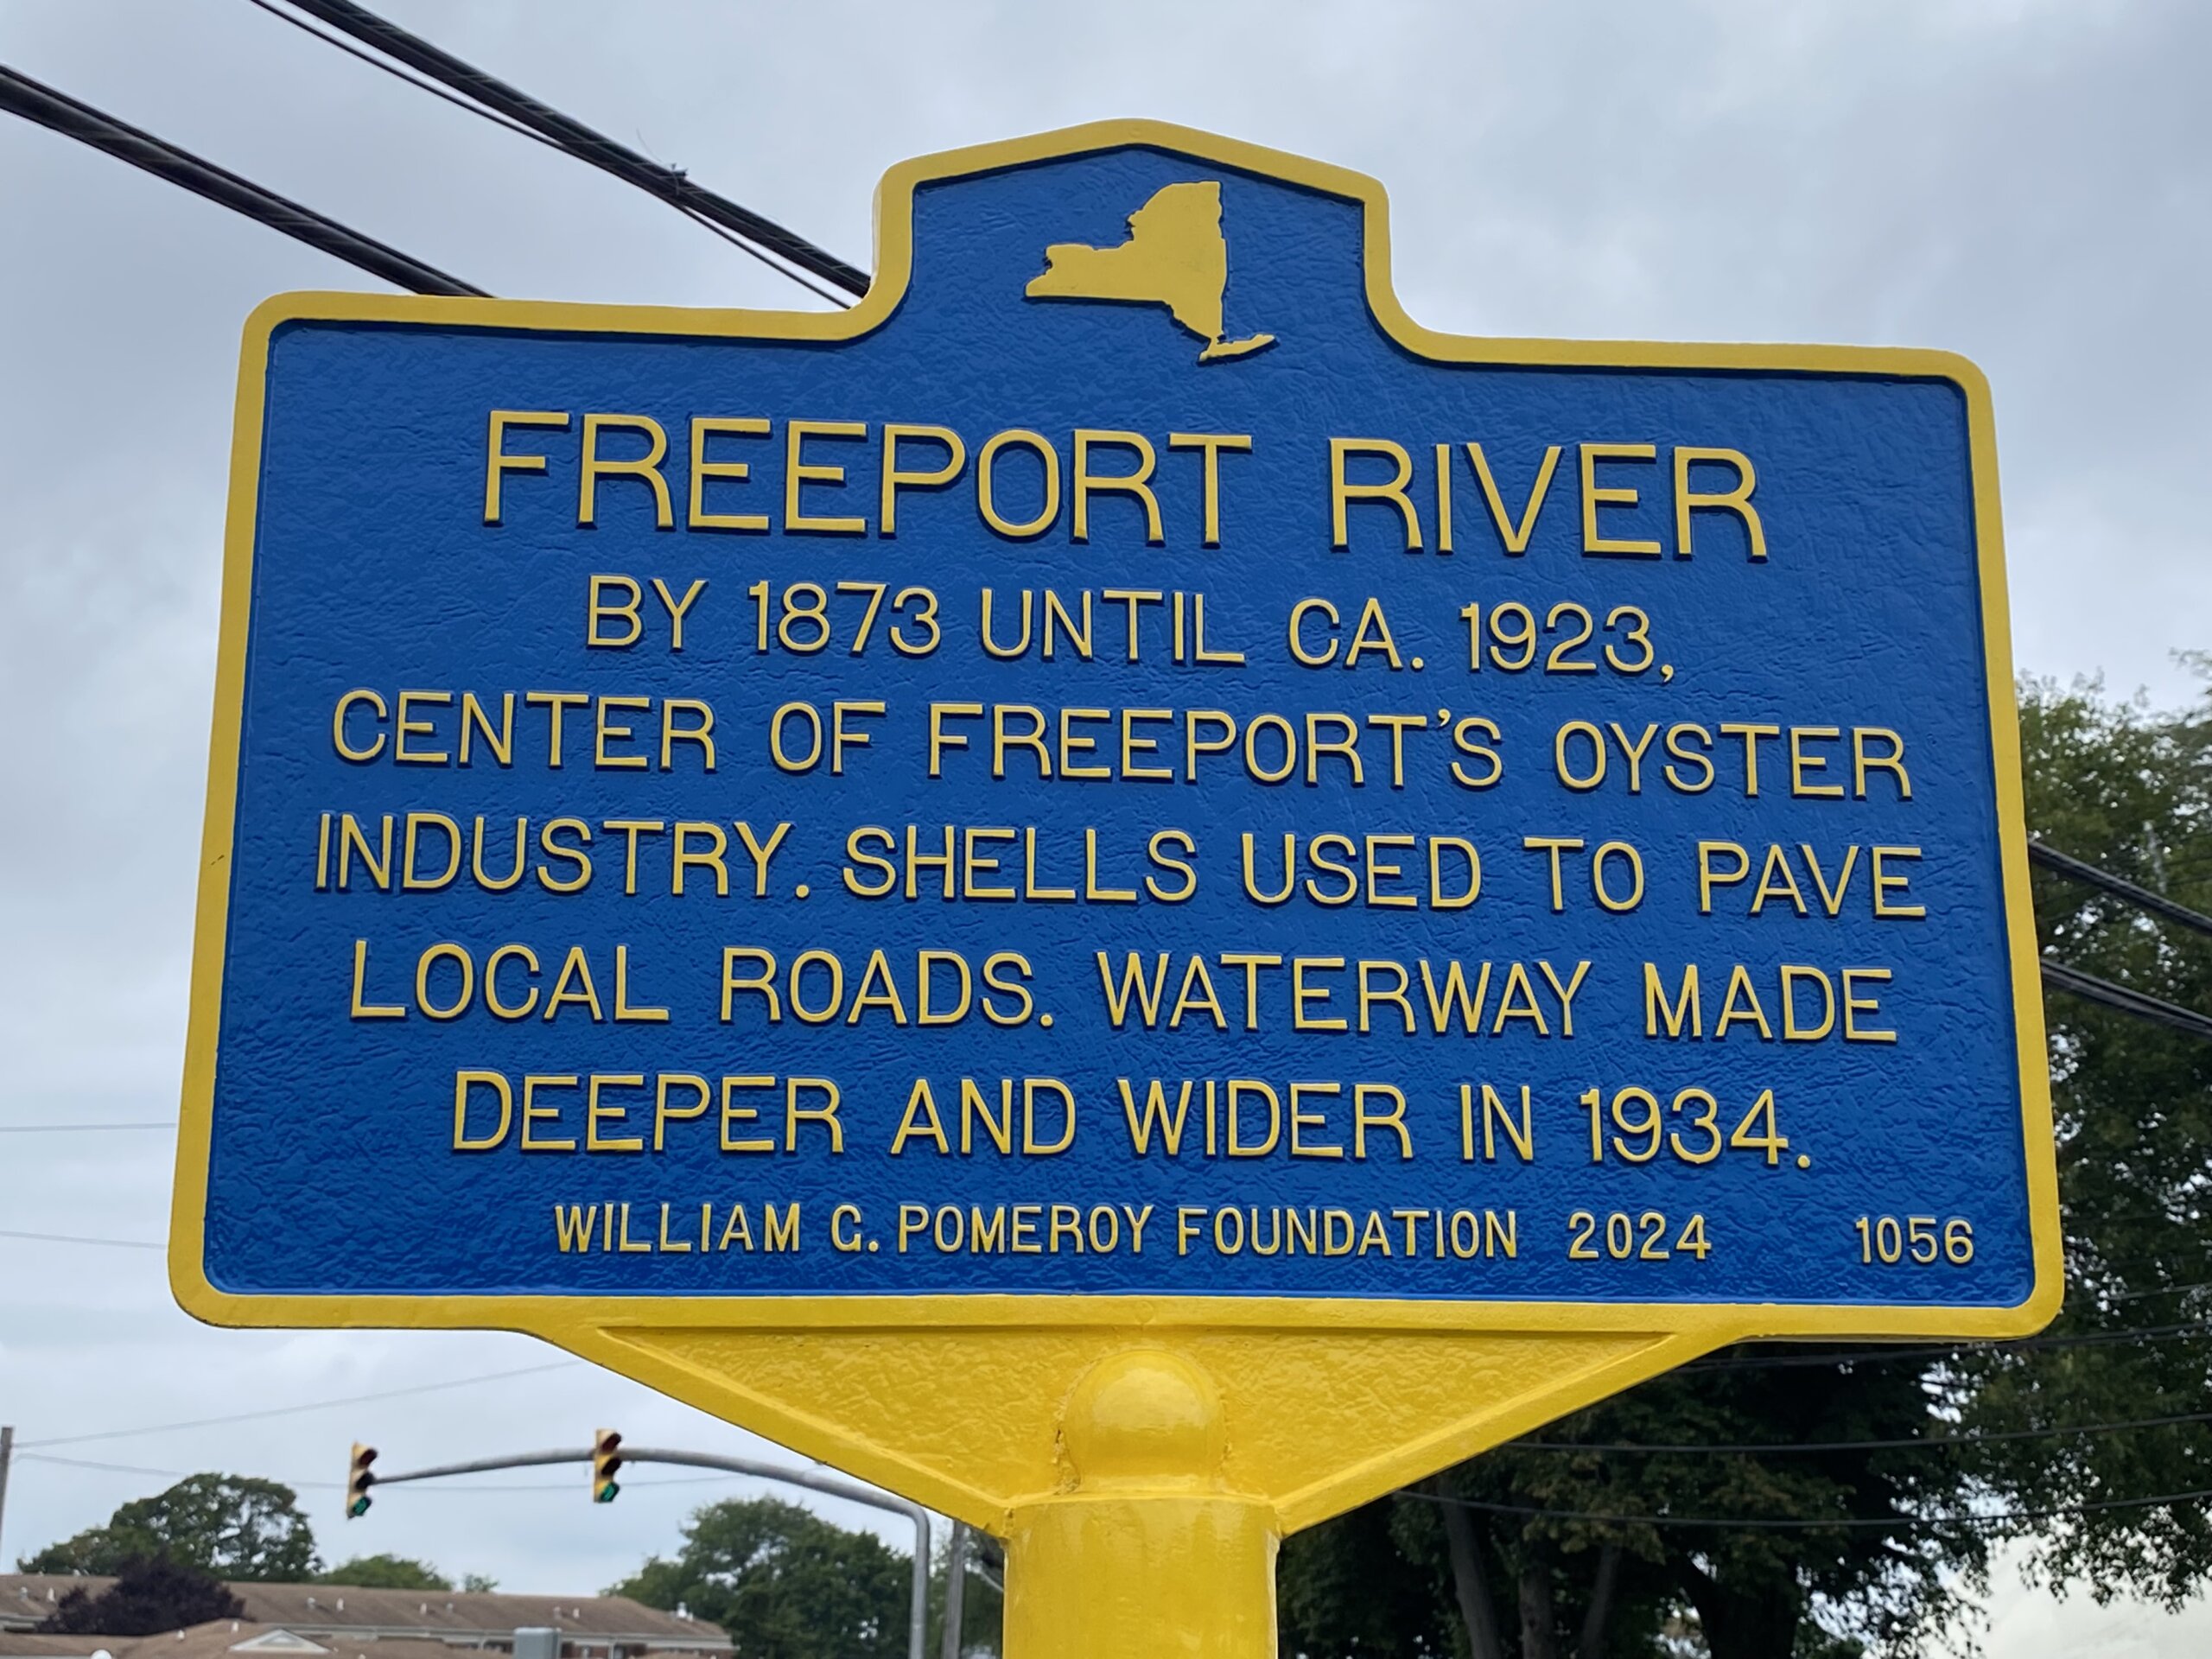 FREEPORT RIVER
BY 1873 UNTIL CA. 1923,
CENTER OF FREEPORT'S OYSTER
INDUSTRY. SHELLS USED TO PAVE
LOCAL ROADS. WATERWAY MADE
DEEPER AND WIDER IN 1934.
WILLIAM G. POMEROY FOUNDATION 2024 1056